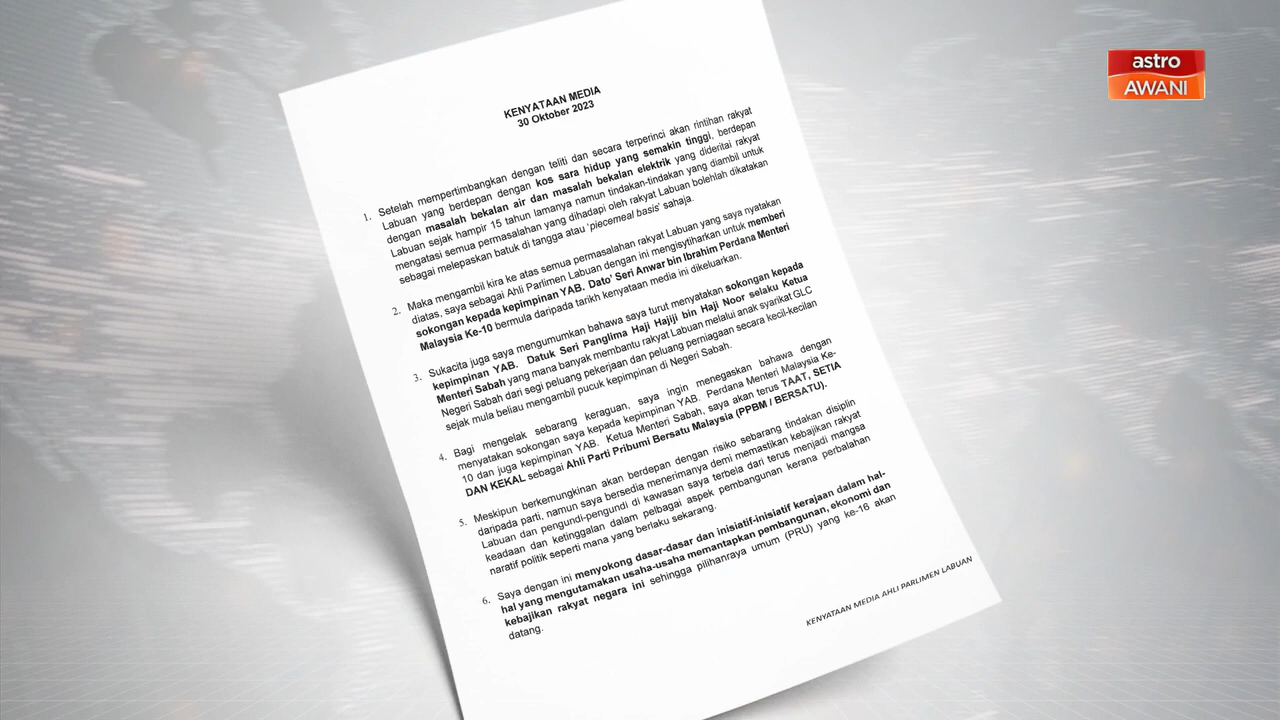 astro
AWANI
KENYATAAN MEDIA
30 Oktober 2023
1. Setelah mempertimbangkan dengan teliti dan secara terperinci akan rintihan rakyat
Labuan yang berdepan dengan kos sara hidup yang semakin tinggi, berdepan
dengan masalah bekalan air dan masalah bekalan elektrik yang dideritai rakyat
Labuan sejak hampir 15 tahun lamanya namun tindakan-tindakan yang diambil untuk
mengatasi semua permasalahan yang dihadapi oleh rakyat Labuan bolehlah dikatakan
sebagai melepaskan batuk di tangga atau 'piecemeal basis' sahaja.
2. Maka mengambil kira ke atas semua permasalahan rakyat Labuan yang saya nyatakan
diatas, saya sebagai Ahli Parlimen Labuan dengan ini mengisytiharkan untuk memberi
sokongan kepada kepimpinan YAB. Dato' Seri Anwar bin Ibrahim Perdana Menteri
Malaysia Ke-10 bermula daripada tarikh kenyataan media ini dikeluarkan.
3. Sukacita juga saya mengumumkan bahawa saya turut menyatakan sokongan kepada
kepimpinan YAB. Datuk Seri Panglima Haji Hajiji bin Haji Noor selaku Ketua
Menteri Sabah yang mana banyak membantu rakyat Labuan melalui anak syarikat GLC
Negeri Sabah dari segi peluang pekerjaan dan peluang perniagaan secara kecil-kecilan
sejak mula beliau mengambil pucuk kepimpinan di Negeri Sabah.
4. Bagi mengelak sebarang keraguan, saya ingin menegaskan bahawa dengan
menyatakan sokongan saya kepada kepimpinan YAB. Perdana Menteri Malaysia Ke-
10 dan juga kepimpinan YAB. Ketua Menteri Sabah, saya akan terus TAAT, SETIA
DAN KEKAL sebagai Ahli Parti Pribumi Bersatu Malaysia (PPBM / BERSATU).
5. Meskipun berkemungkinan akan berdepan dengan risiko sebarang tindakan disiplin
daripada parti, namun saya bersedia menerimanya demi memastikan kebajikan rakyat
Labuan dan pengundi-pengundi di kawasan saya terbela dari terus menjadi mangsa
keadaan dan ketinggalan dalam pelbagai aspek pembangunan kerana perbalahan
naratif politik seperti mana yang berlaku sekarang.
6. Saya dengan ini menyokong dasar-dasar dan inisiatif-inisiatif kerajaan dalam hal-
hal yang mengutamakan usaha-usaha memantapkan pembangunan, ekonomi dan
kebajikan rakyat negara ini sehingga pilihanraya umum (PRU) yang ke-16 akan
datang.
KENYATAAN MEDIA AHLI PARLIMEN LABUAN